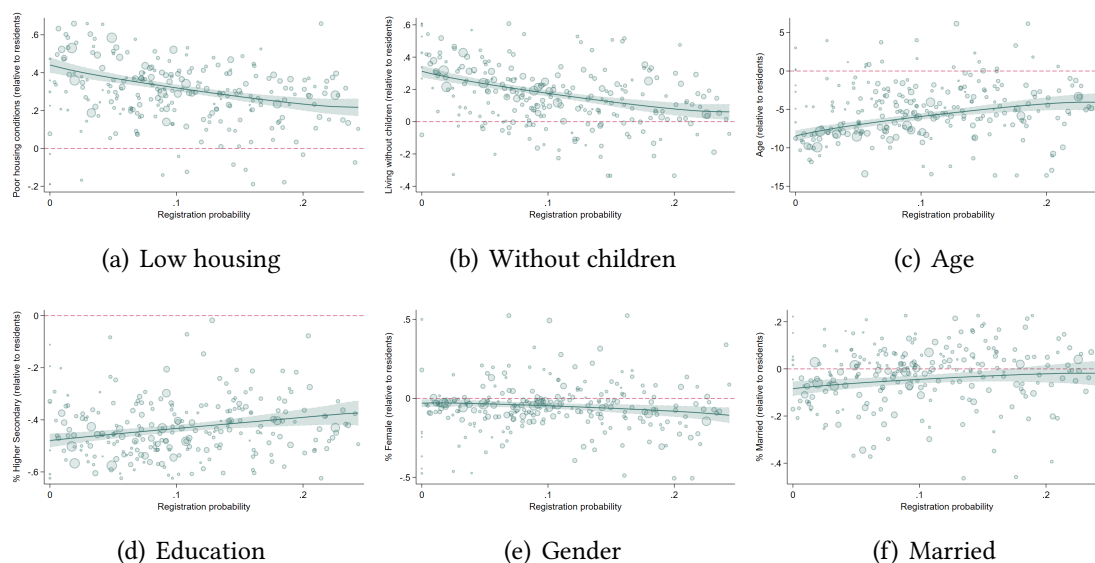 Poor housing conditions (relative to residents)
.6
.4
.2
0
-.2
0
.1
.2
Registration probability
(a) Low housing
Living without children (relative to residents)
.6
.4
.2
0
-.2
-.4
0
.1
.2
Registration probability
(b) Without children
Age (relative to residents)
5
0
-5
-10
-15
0
.1
.2
Registration probability
(c) Age
% Higher Secondary (relative to residents)
0
-.2
-.4
-.6
0
.1
.2
Registration probability
(d) Education
% Female (relative to residents)
.5
0
-.5
0
.1
.2
Registration probability
(e) Gender
% Married (relative to residents)
.2
0
-.2
-.4
0
.1
.2
Registration probability
(f) Married